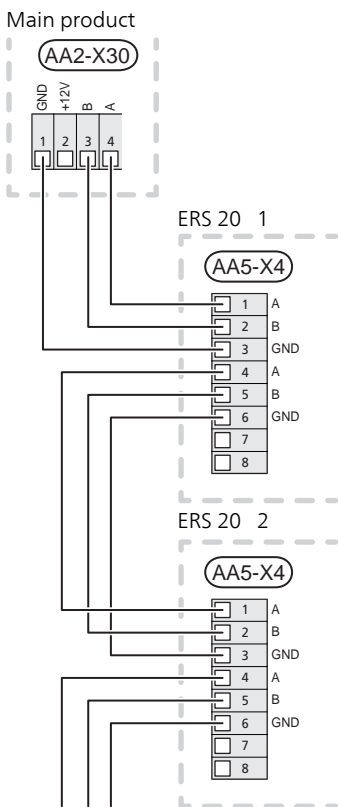 Main product
AA2-X30
GND +12V B A
1 2 3 4
ERS 20 1
AA5-X4
1 A
2 B
3 GND
4 A
5 B
6 GND
7
8
ERS 20 2
AA5-X4
1 A
2 B
3 GND
4 A
5 B
6 GND
7
8